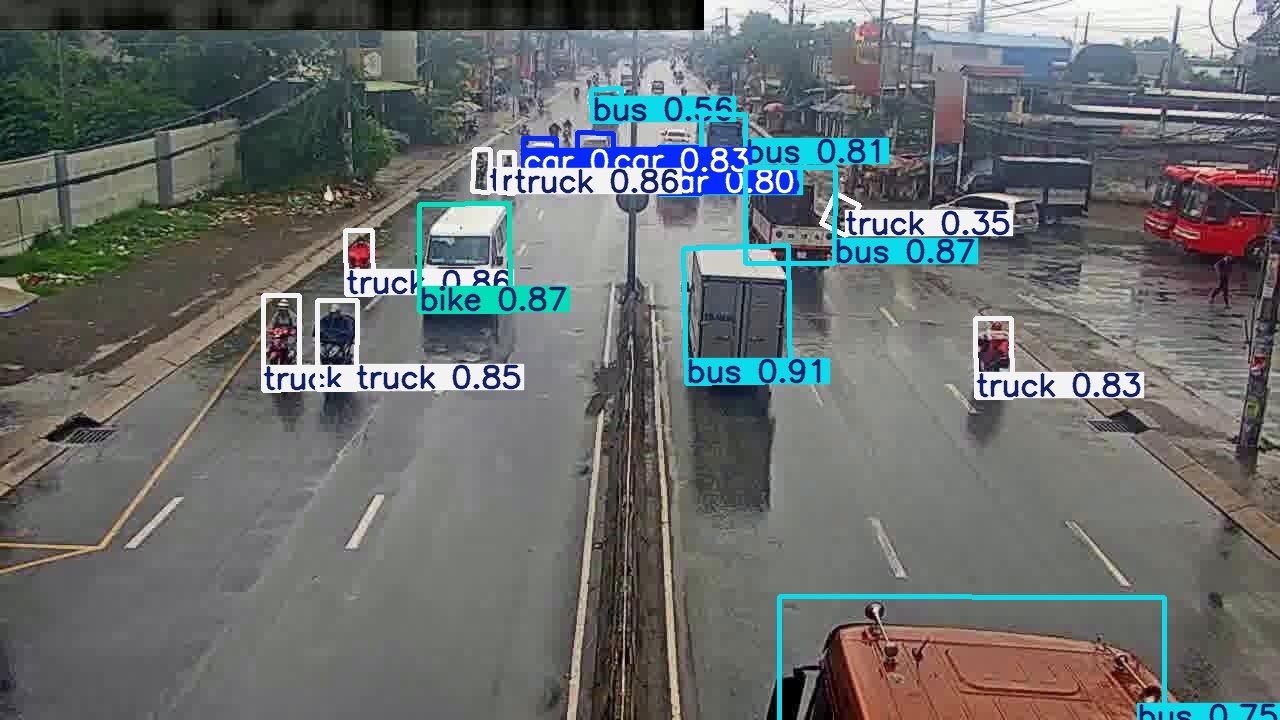 bus 0.56
bus 0.81
car 0.83
truck 0.86
ar 0.80
truck 0.35
bus 0.87
truck 0.86
bike 0.87
truck 0.85
bus 0.91
truck 0.83
bus 0.75